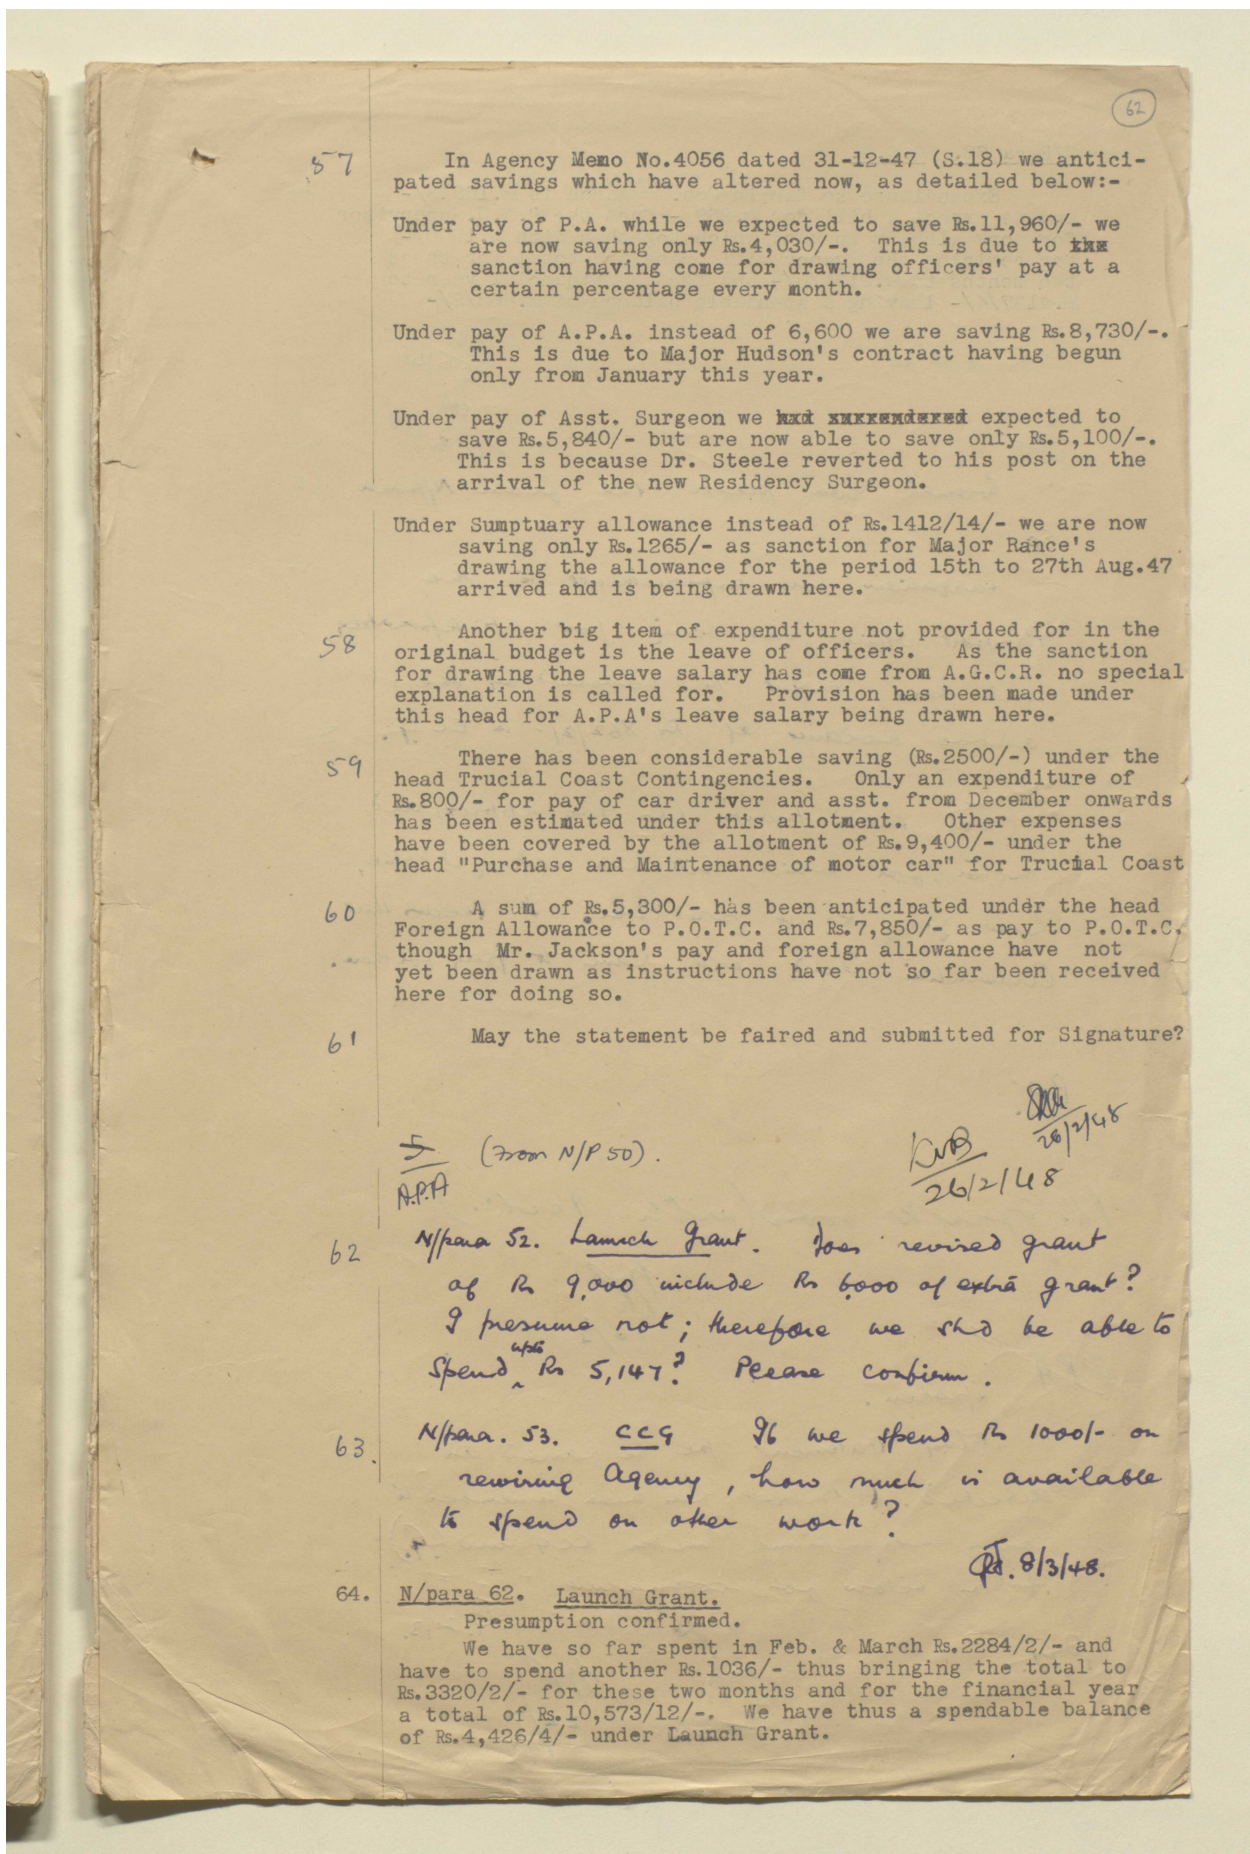 62
57 In Agency Memo No.4056 dated 31-12-47 (S.18) we antici-
pated savings which have altered now, as detailed below:-
Under pay of P.A. while we expected to save Rs.11,960/- we
are now saving only Rs.4,030/-. This is due to the
sanction having come for drawing officers' pay at a
certain percentage every month.
Under pay of A.P.A. instead of 6,600 we are saving Rs.8,730/-.
This is due to Major Hudson's contract having begun
only from January this year.
Under pay of Asst. Surgeon we had surrendered expected to
save Rs.5,840/- but are now able to save only Rs.5,100/-.
This is because Dr. Steele reverted to his post on the
arrival of the new Residency Surgeon.
Under Sumptuary allowance instead of Rs.1412/14/- we are now
saving only Rs.1265/- as sanction for Major Rance's
drawing the allowance for the period 15th to 27th Aug.47
arrived and is being drawn here.
58 Another big item of expenditure not provided for in the
original budget is the leave of officers. As the sanction
for drawing the leave salary has come from A.G.C.R. no special
explanation is called for. Provision has been made under
this head for A.P.A's leave salary being drawn here.
59 There has been considerable saving (Rs.2500/-) under the
head Trucial Coast Contingencies. Only an expenditure of
Rs.800/- for pay of car driver and asst. from December onwards
has been estimated under this allotment. Other expenses
have been covered by the allotment of Rs.9,400/- under the
head "Purchase and Maintenance of motor car" for Trucial Coast
60 A sum of Rs.5,300/- has been anticipated under the head
Foreign Allowance to P.O.T.C. and Rs.7,850/- as pay to P.O.T.C.
though Mr. Jackson's pay and foreign allowance have not
yet been drawn as instructions have not so far been received
here for doing so.
61 May the statement be faired and submitted for Signature?
26/2/48
26/2/48
(From N/P 50).
A.P.A
62 N/para 52. Launch Grant. Does revised grant
of Rs 9,000 include Rs 6,000 of extra grant?
I presume not; therefore we shd be able to
spend upto Rs 5,147? Please confirm.
63. N/para. 53. CCG If we spend Rs 1000/- on
rewiring Agency, how much is available
to spend on other work?
8/3/48.
64. N/para 62. Launch Grant.
Presumption confirmed.
We have so far spent in Feb. & March Rs.2284/2/- and
have to spend another Rs.1036/- thus bringing the total to
Rs.3320/2/- for these two months and for the financial year
a total of Rs.10,573/12/-. We have thus a spendable balance
of Rs.4,426/4/- under Launch Grant.